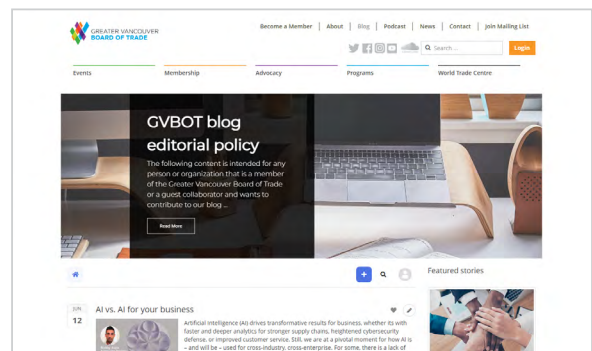 GREATER VANCOUVER
BOARD OF TRADE
Become a Member | About | Blog | Podcast | News | Contact | Join Mailing List
Search ...
Login
Events
Membership
Advocacy
Programs
World Trade Centre
GVBOT blog
editorial policy
The following content is intended for any
person or organization that is a member
of the Greater Vancouver Board of Trade
or a guest collaborator and wants to
contribute to our blog ...
Read More
Featured stories
JUN
12
AI vs. AI for your business
Artificial Intelligence (AI) drives transformative results for business, whether its with
faster and deeper analytics for stronger supply chains, heightened cybersecurity
defense, or improved customer service. Still, we are at a pivotal moment for how AI is
– and will be – used for cross-industry, cross-enterprise. For some, there is a lack of